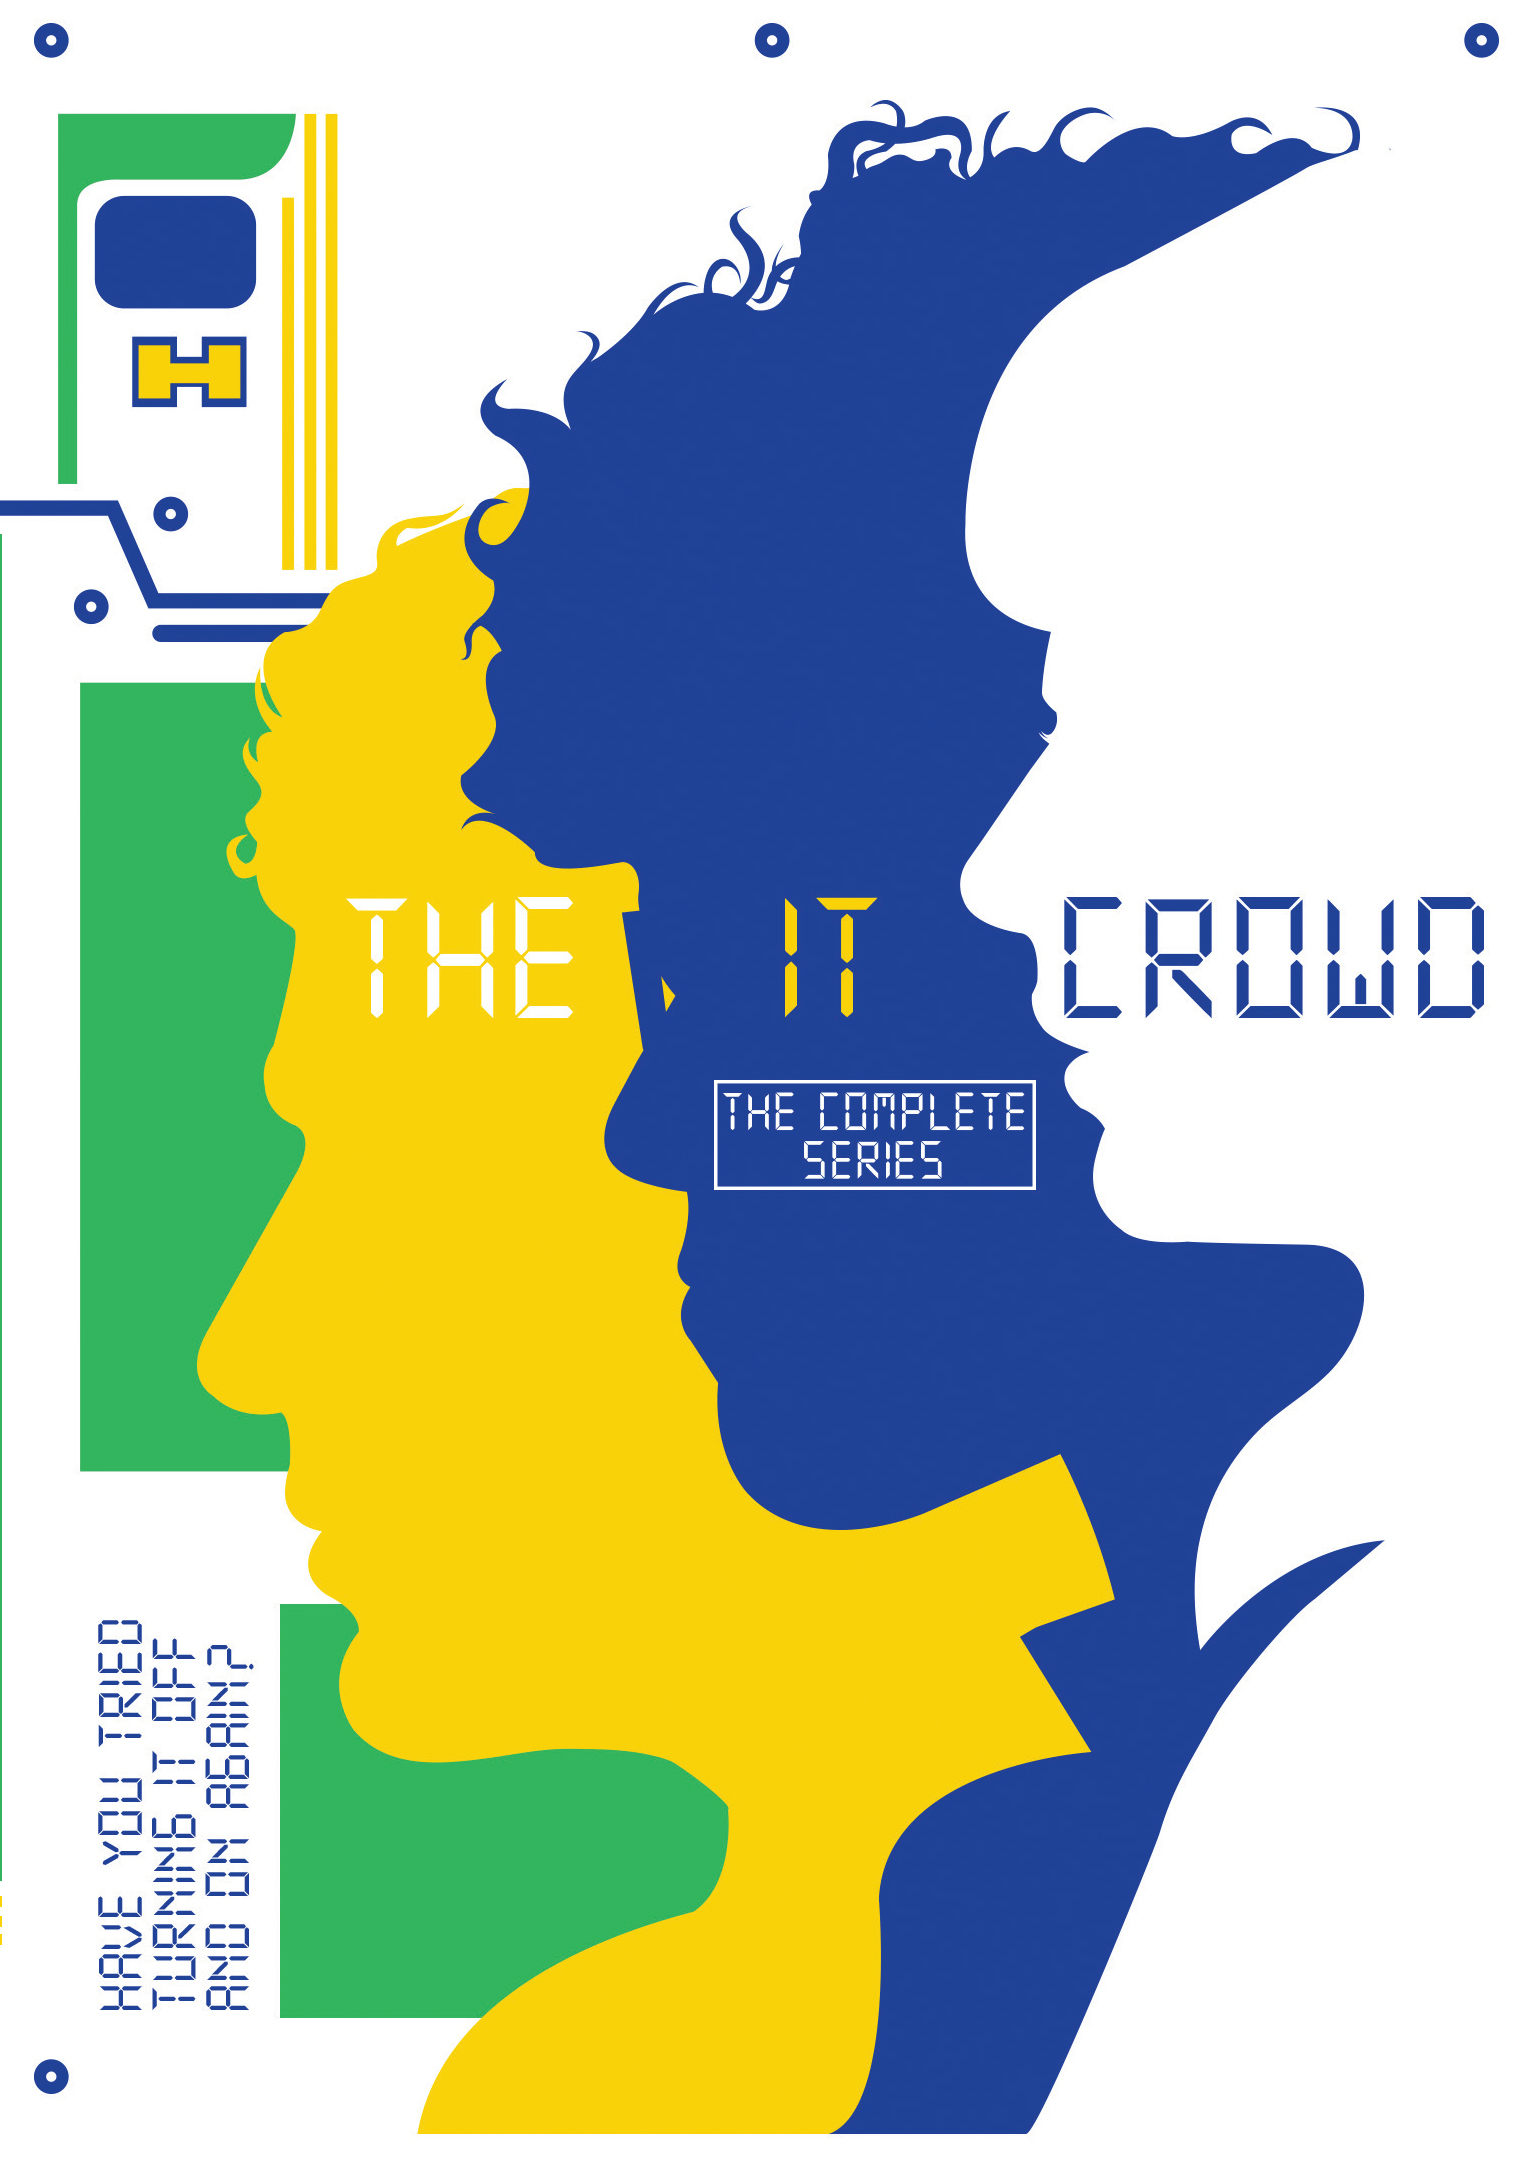 THE IT CROWD
THE COMPLETE
SERIES
HAVE YOU TRIED
TURNING IT OFF
AND ON AGAIN?